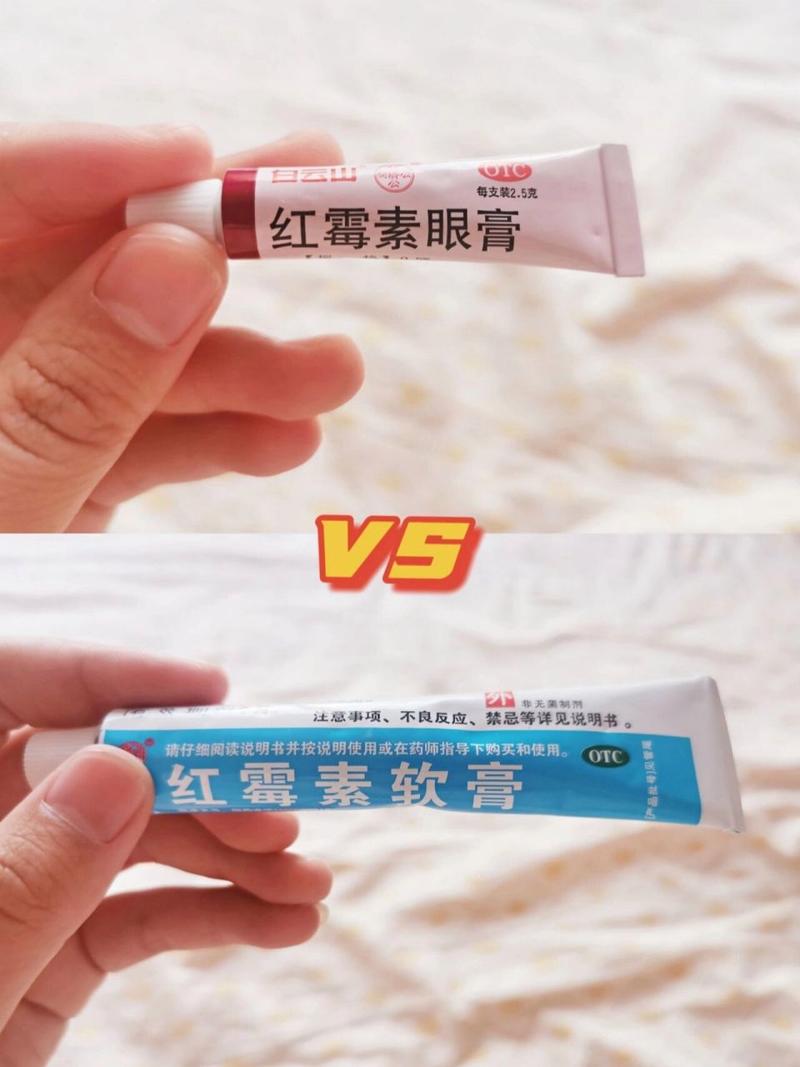 白云山
OTC
每支装2.5克
红霉素眼膏
VS
外 非无菌制剂
注意事项、不良反应、禁忌等详见说明书。
请仔细阅读说明书并按说明使用或在药师指导下购买和使用。
OTC
红霉素软膏